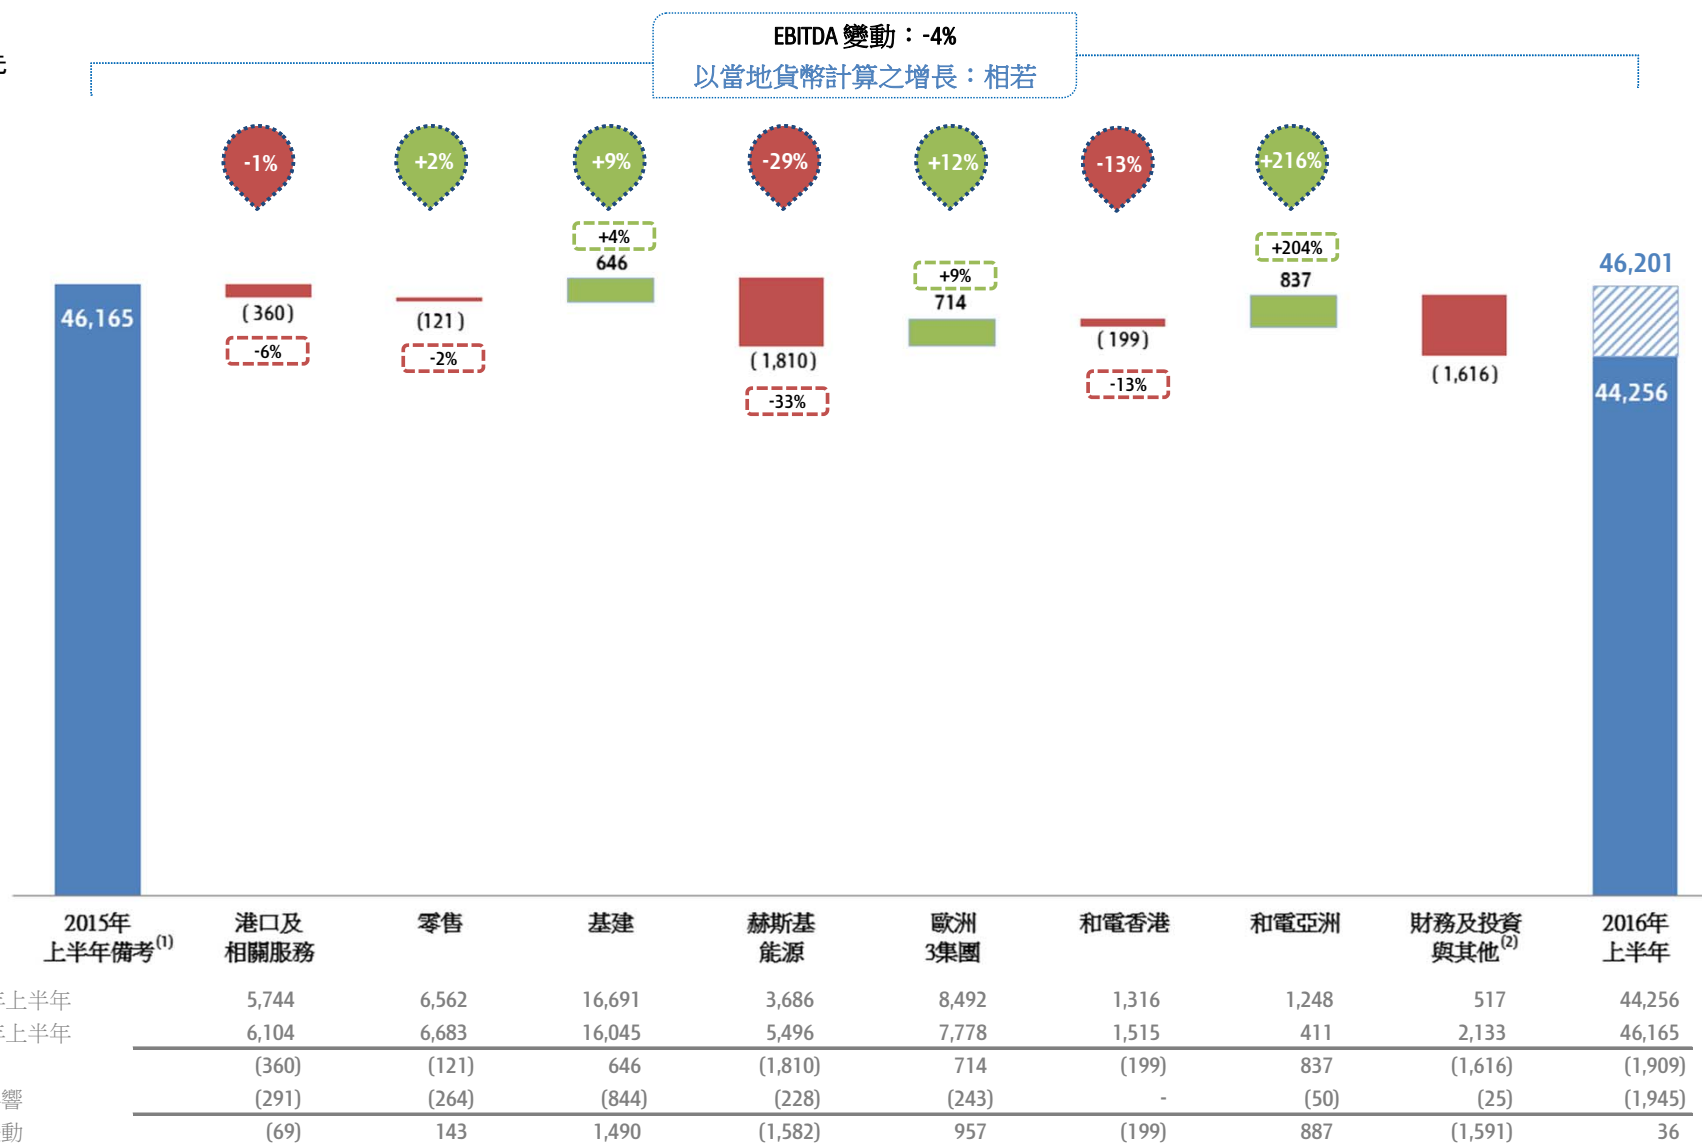 EBITDA 變動：-4%
以當地貨幣計算之增長：相若
元
-1% +2% +9% -29% +12% -13% +216%
+4% +204%
646 +9% 837 46,201
714
46,165 (360) (121) (199)
-6% -2% (1,810) -13% (1,616)
-33% 44,256
2015年 港口及 零售 基建 赫斯基 歐洲 和電香港 和電亞洲 財務及投資 2016年
上半年備考(1) 相關服務 能源 3集團 與其他(2) 上半年
年上半年 5,744 6,562 16,691 3,686 8,492 1,316 1,248 517 44,256
年上半年 6,104 6,683 16,045 5,496 7,778 1,515 411 2,133 46,165
(360) (121) 646 (1,810) 714 (199) 837 (1,616) (1,909)
響 (291) (264) (844) (228) (243) - (50) (25) (1,945)
動 (69) 143 1,490 (1,582) 957 (199) 887 (1,591) 36